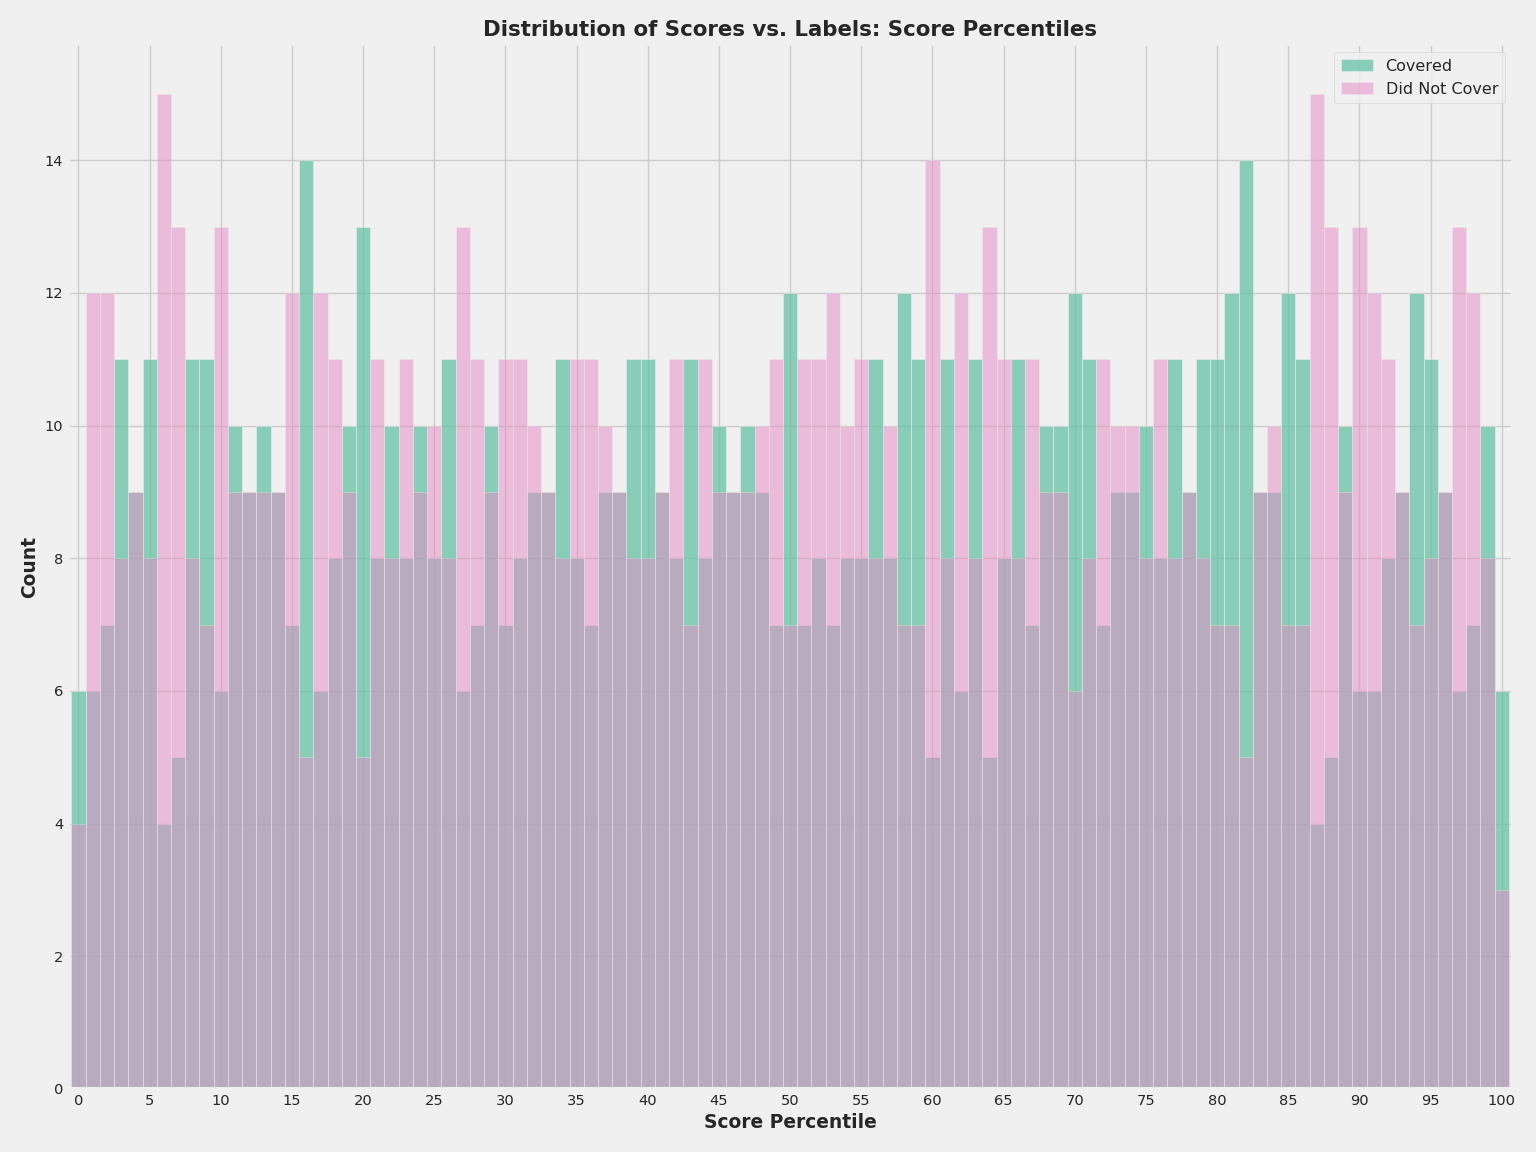 Distribution of Scores vs. Labels: Score Percentiles
Covered
Did Not Cover
14
12
10
8
6
4
2
0
Count
0 5 10 15 20 25 30 35 40 45 50 55 60 65 70 75 80 85 90 95 100
Score Percentile